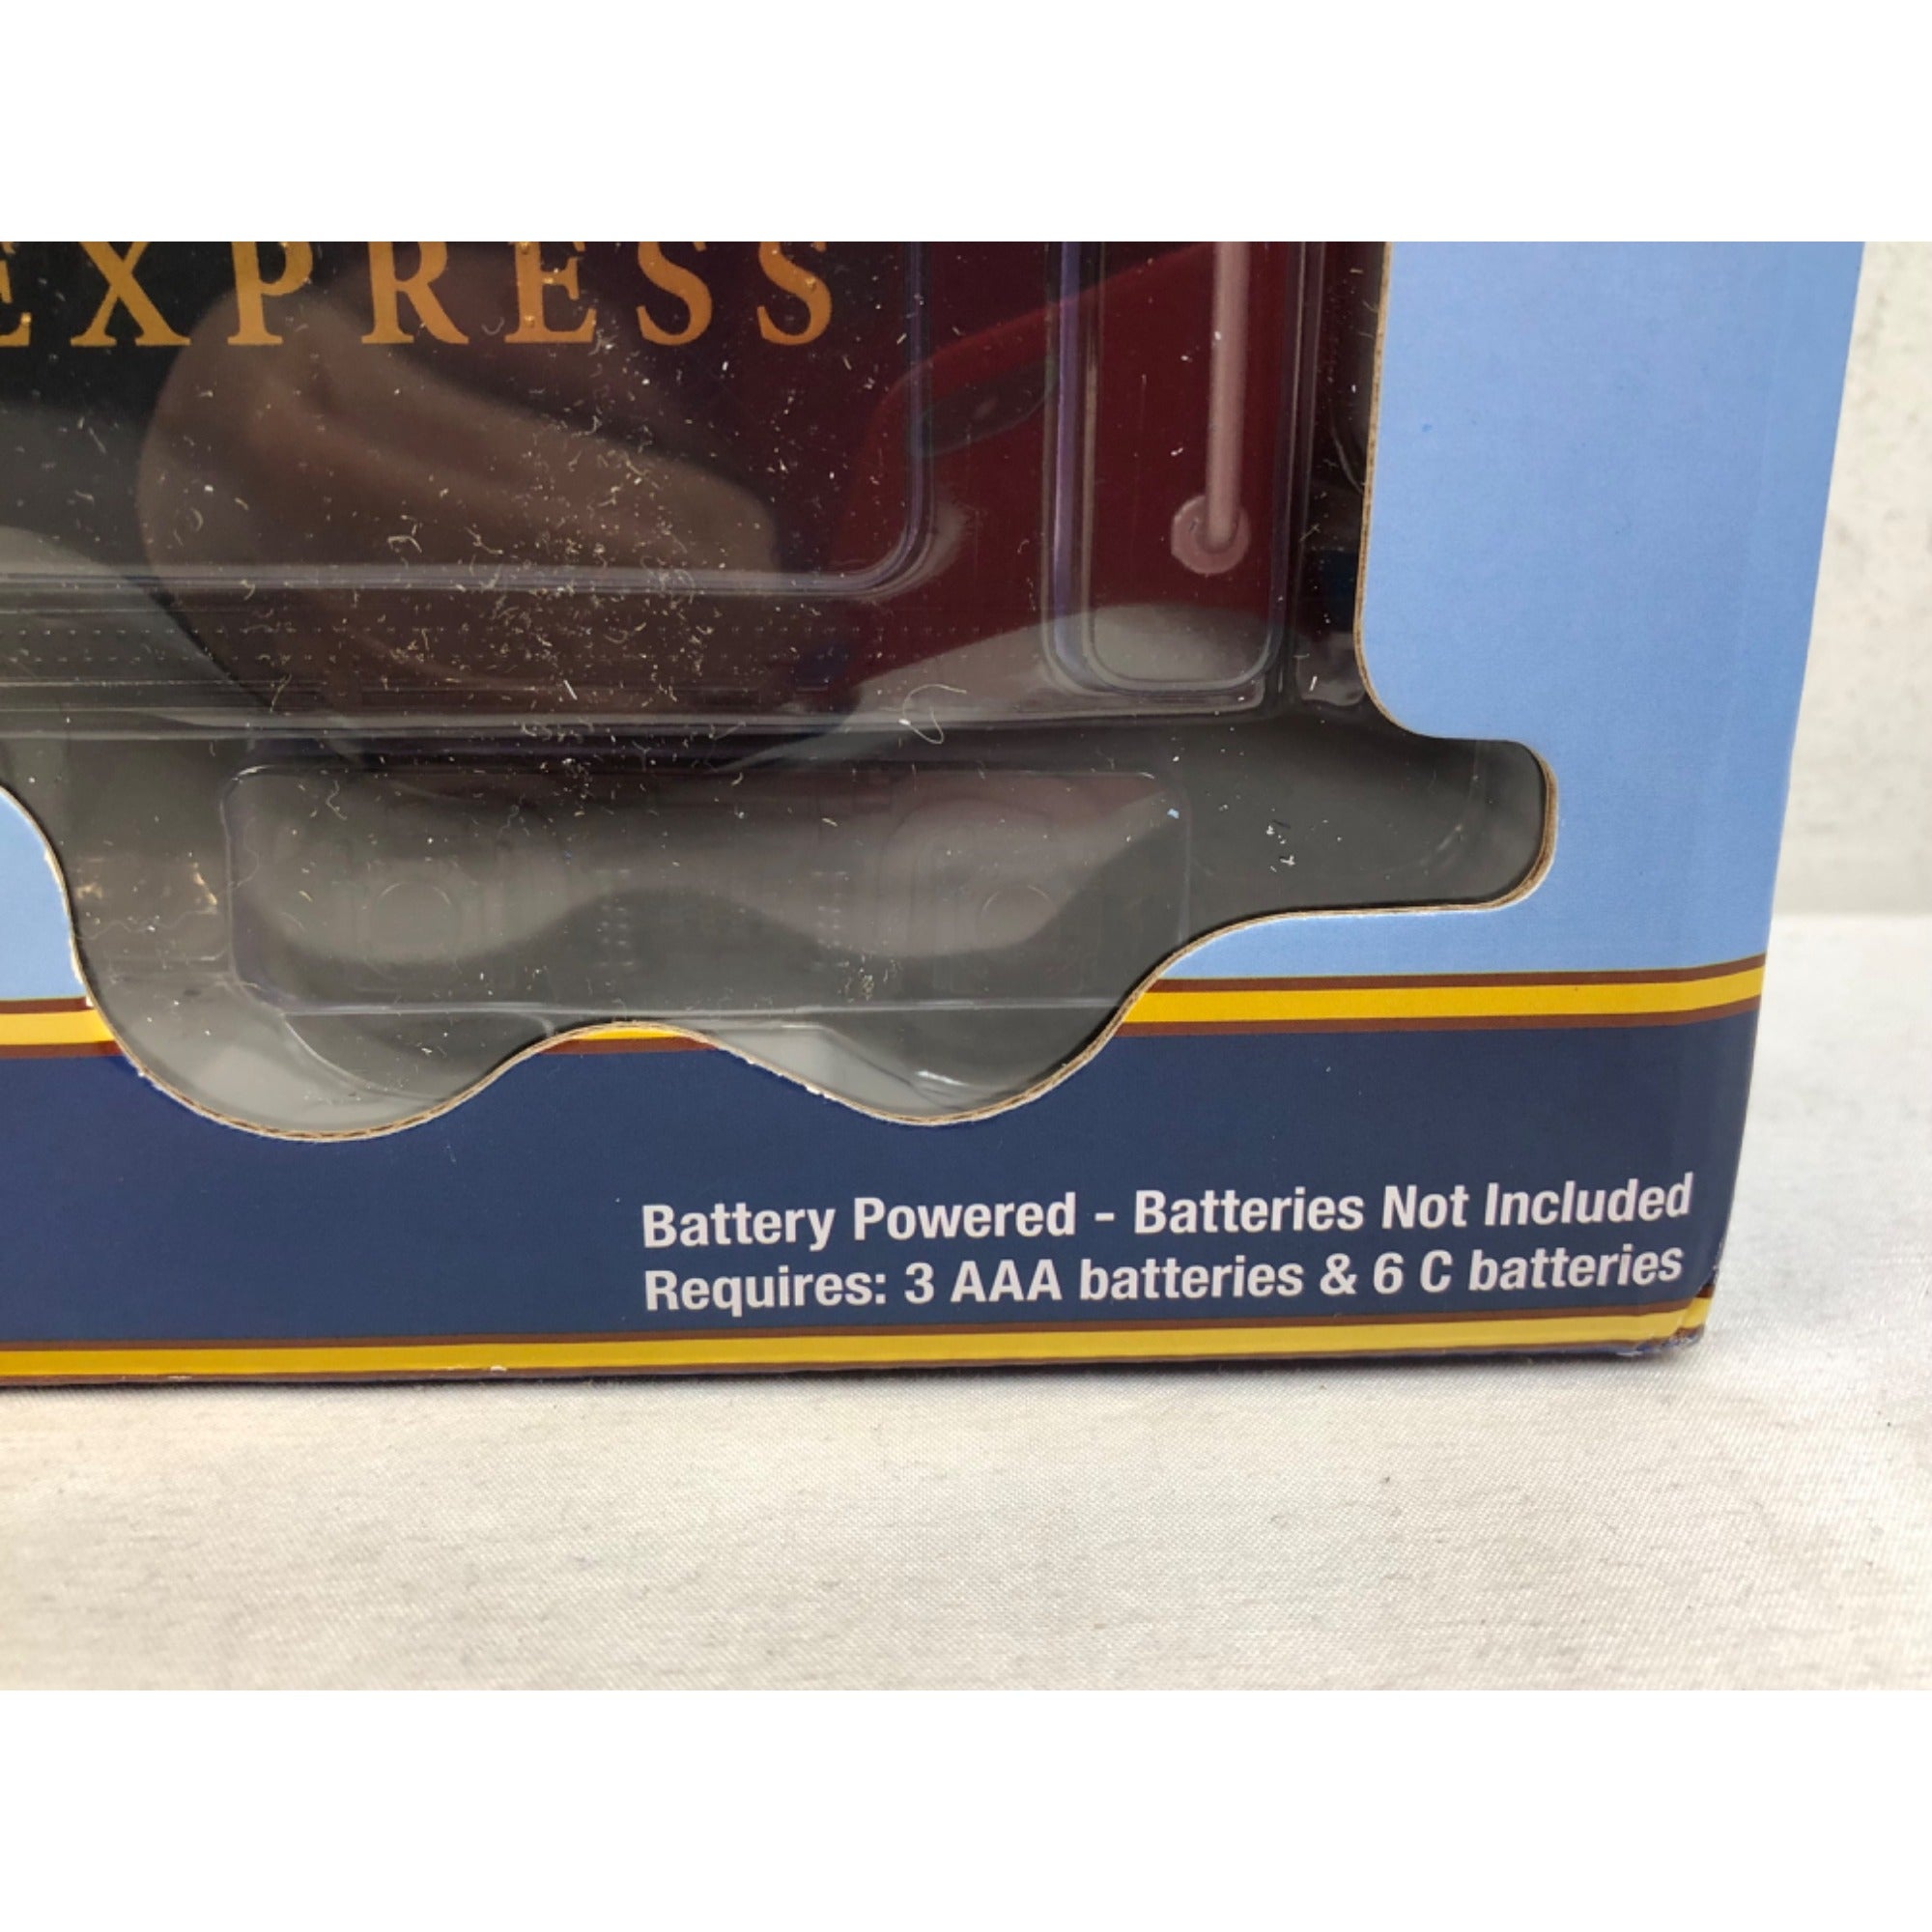 EXPRESS
Battery Powered - Batteries Not Included
Requires: 3 AAA batteries & 6 C batteries